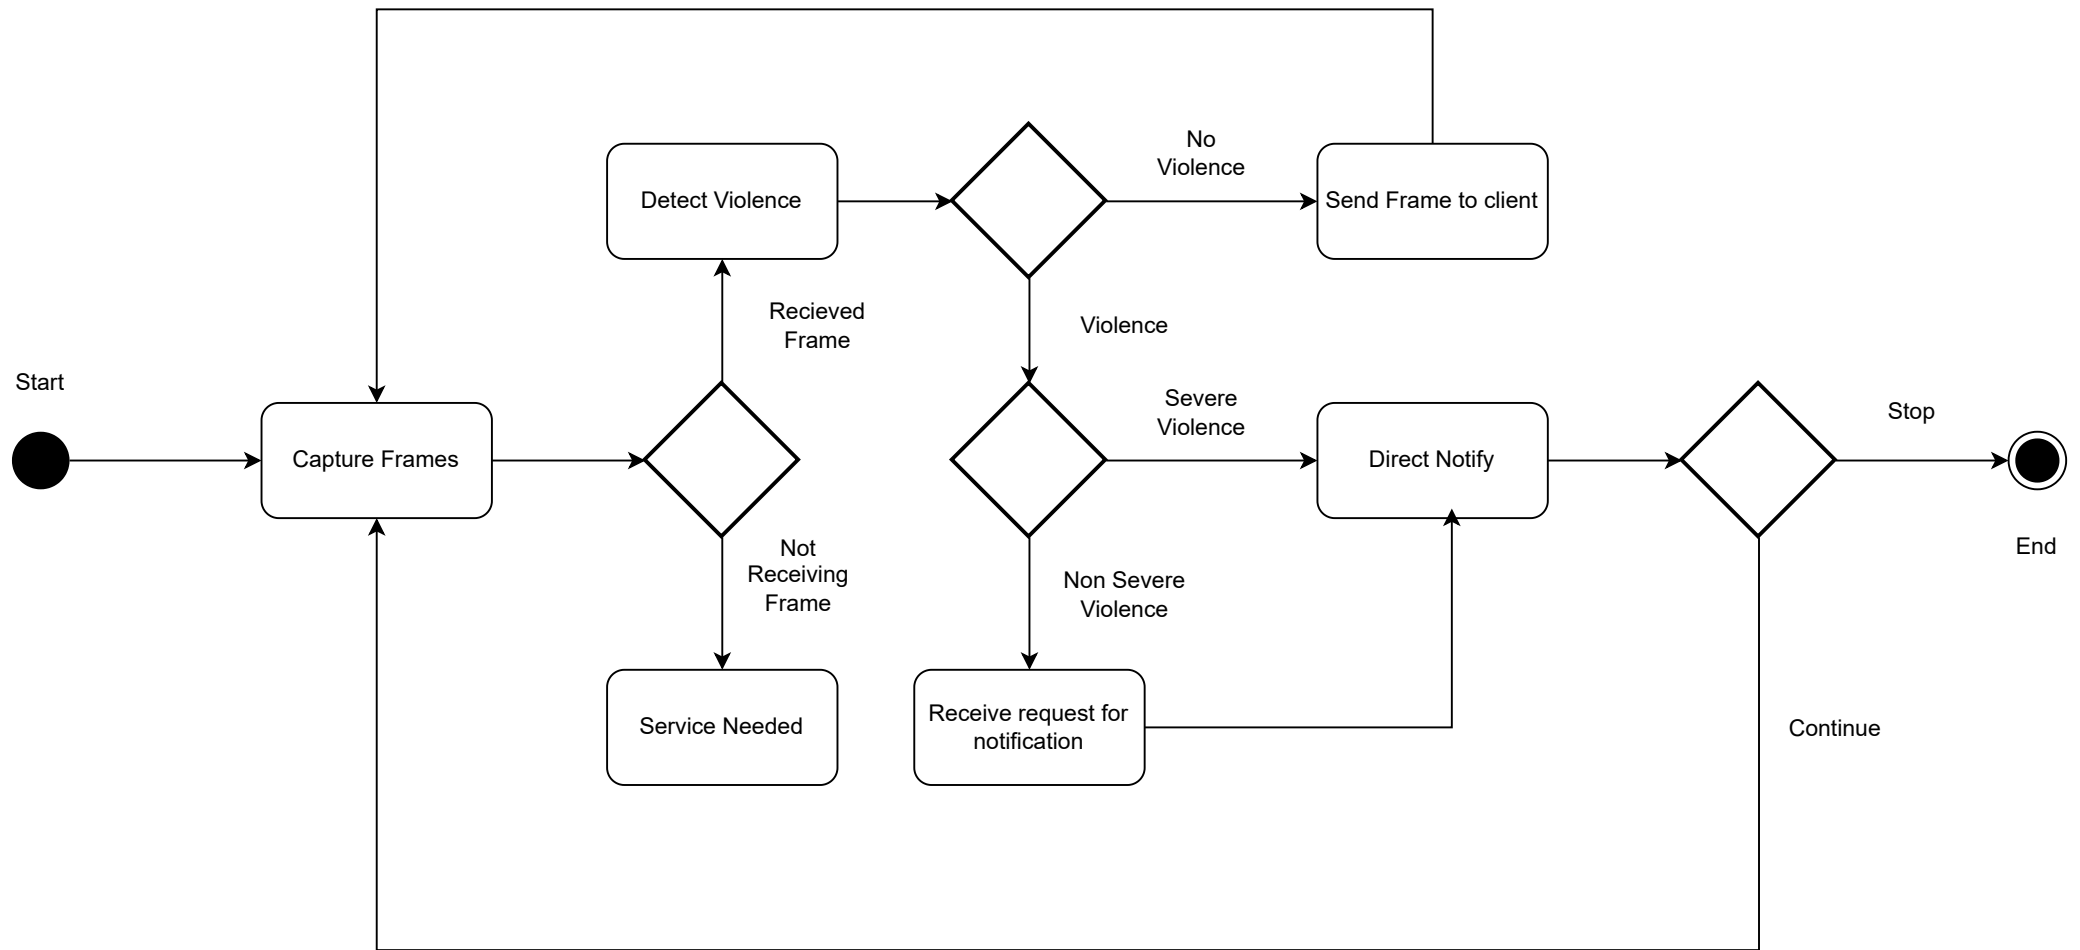 No
Violence
Detect Violence
Send Frame to client
Recieved
Frame
Violence
Start
Severe
Violence
Stop
Capture Frames
Direct Notify
Not
Receiving
Frame
End
Non Severe
Violence
Service Needed
Receive request for
notification
Continue